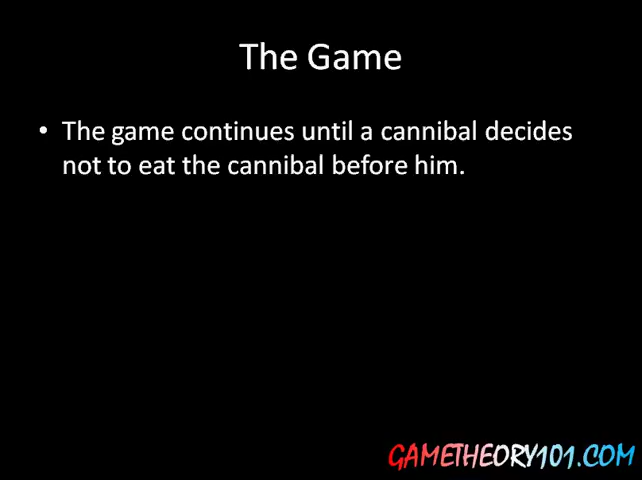 The Game
• The game continues until a cannibal decides
not to eat the cannibal before him.
GAMETHEORY101.COM